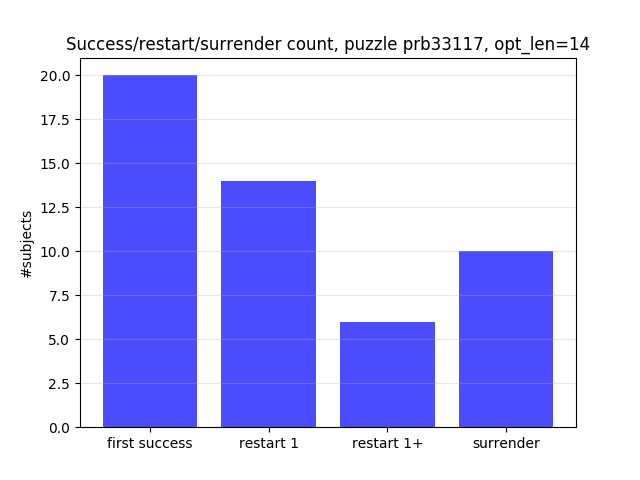 Success/restart/surrender count, puzzle prb33117, opt_len=14
20.0
17.5
15.0
12.5
10.0
7.5
5.0
2.5
0.0
#subjects
first success
restart 1
restart 1+
surrender